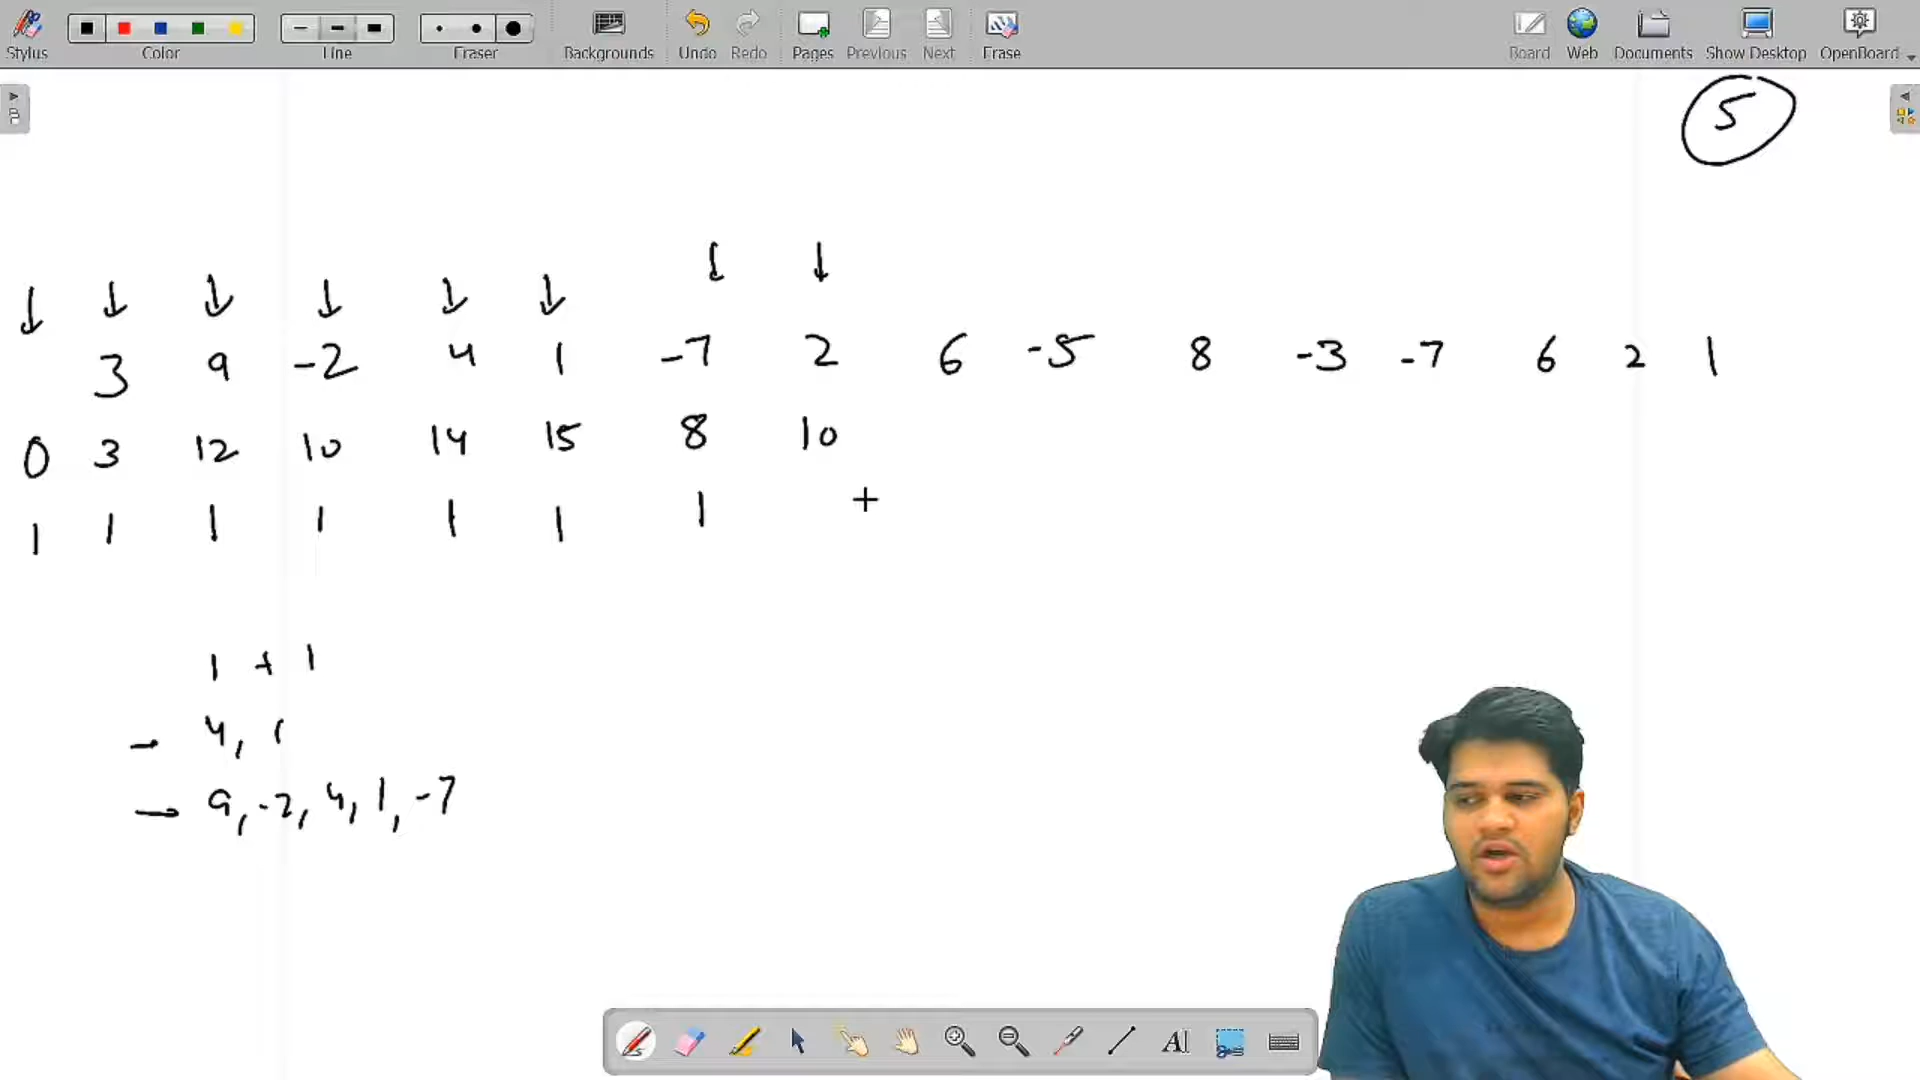 Stylus Color Line Eraser Backgrounds Undo Redo Pages Previous Next Erase Board Web Documents Show Desktop OpenBoard
5
3 9 -2 4 1 -7 2 6 -5 8 -3 -7 6 2 1
0 3 12 10 14 15 8 10
1 1 1 1 1 1 1
1 + 1
→ 4, 1
→ 9, -2, 4, 1, -7
AI